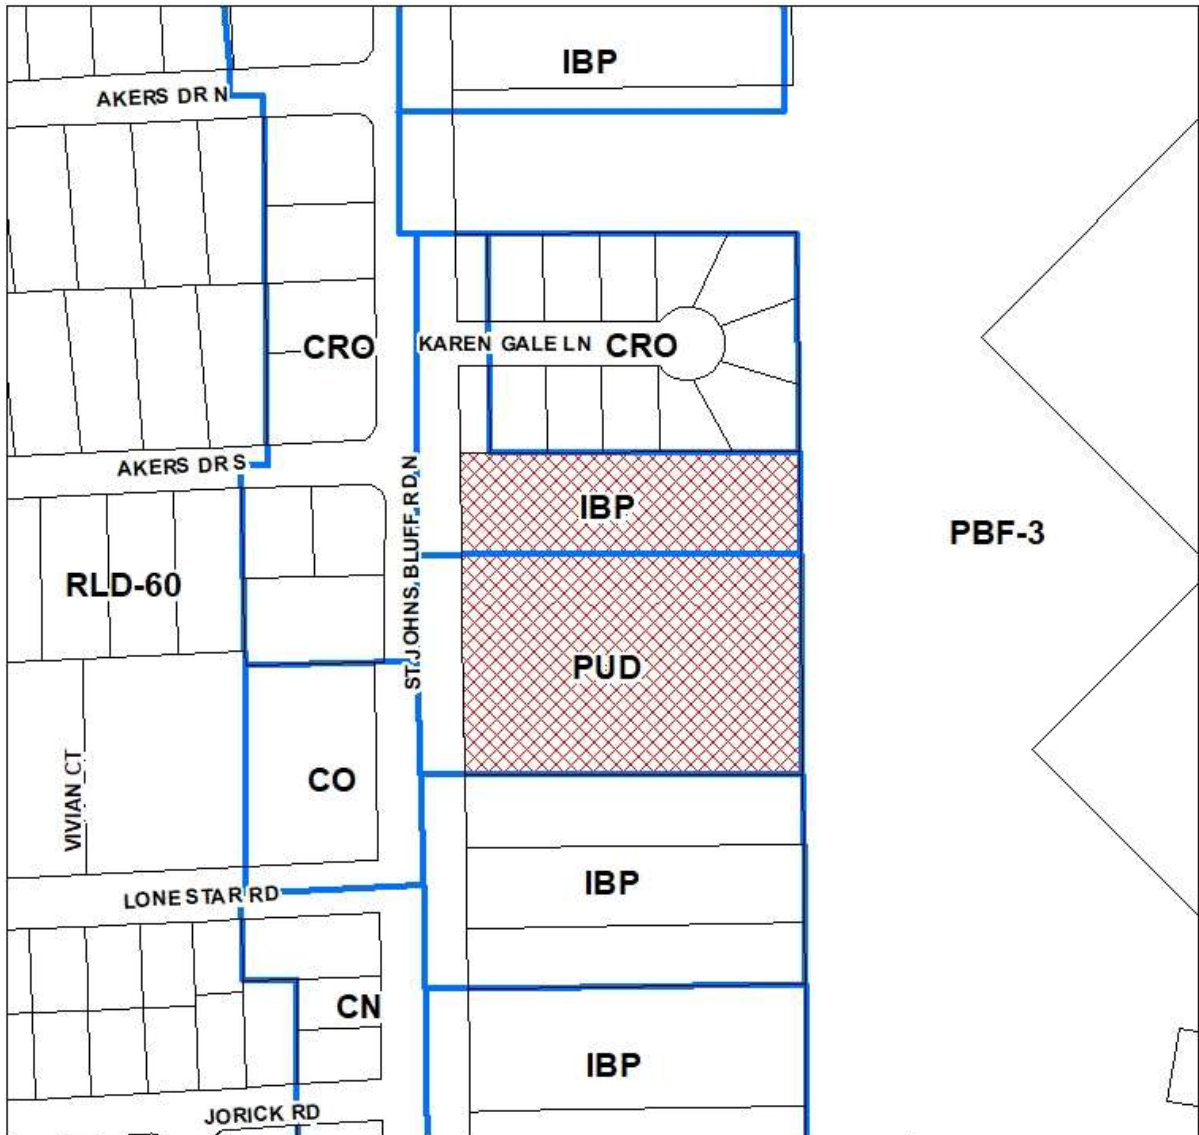 IBP
AKERS DR N
CRO
KAREN GALE LN
CRO
AKERS DR S
ST JOHNS BLUFF RD N
IBP
PBF-3
RLD-60
PUD
CO
VIVIAN CT
IBP
LONE STAR RD
CN
IBP
JORICK RD